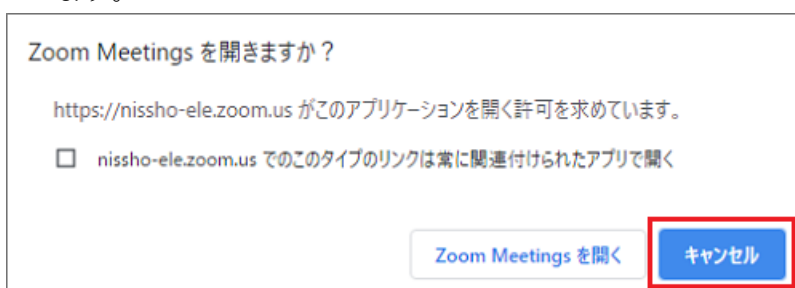 Zoom Meetings を開きますか？
https://nissho-ele.zoom.us がこのアプリケーションを開く許可を求めています。
nissho-ele.zoom.us でのこのタイプのリンクは常に関連付けられたアプリで開く
Zoom Meetings を開く
キャンセル